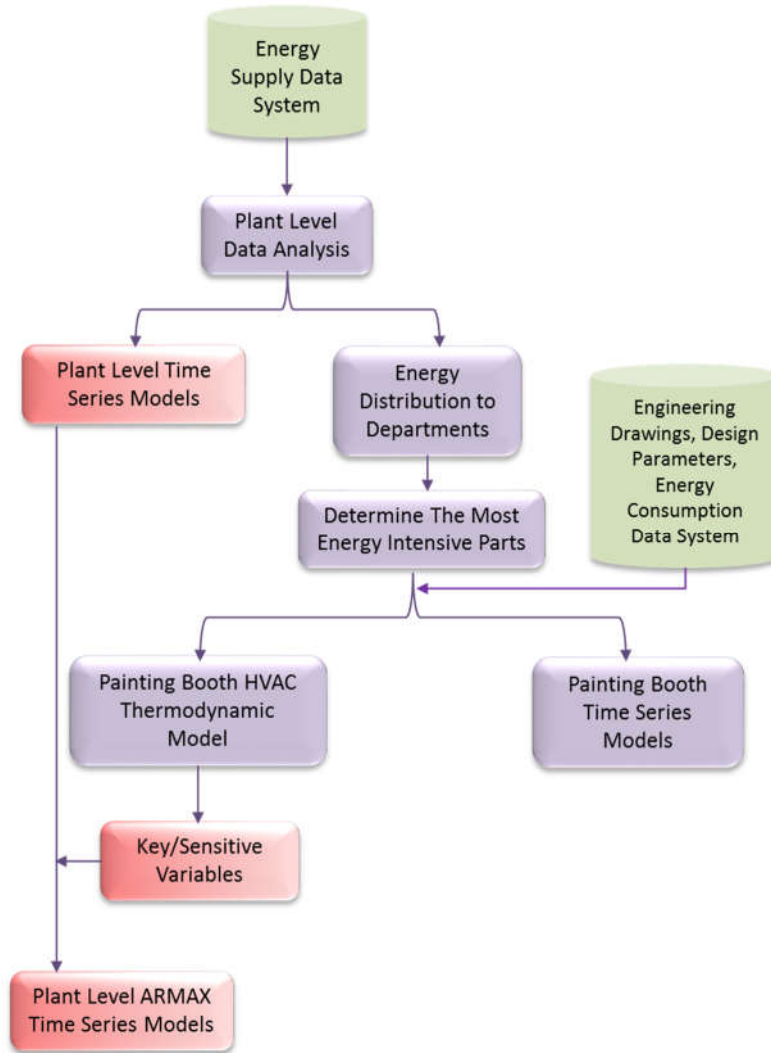 Energy
Supply Data
System
Plant Level
Data Analysis
Plant Level Time
Series Models
Energy
Distribution to
Departments
Engineering
Drawings, Design
Parameters,
Energy
Consumption
Data System
Determine The Most
Energy Intensive Parts
Painting Booth HVAC
Thermodynamic
Model
Painting Booth
Time Series
Models
Key/Sensitive
Variables
Plant Level ARMAX
Time Series Models